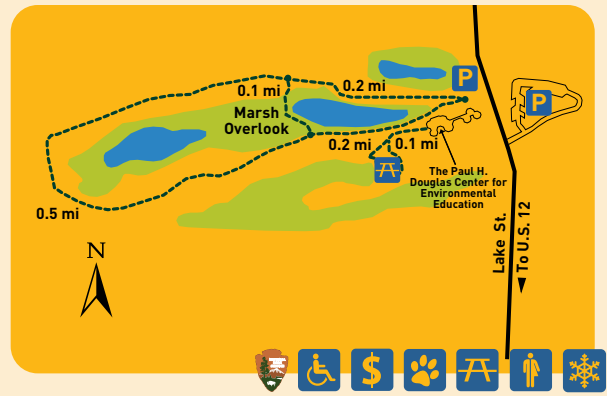 P
0.1 mi
0.2 mi
Marsh
Overlook
P
0.2 mi
0.1 mi
The Paul H.
Douglas Center for
Environmental
Education
0.5 mi
N
Lake St.
To U.S. 12
$